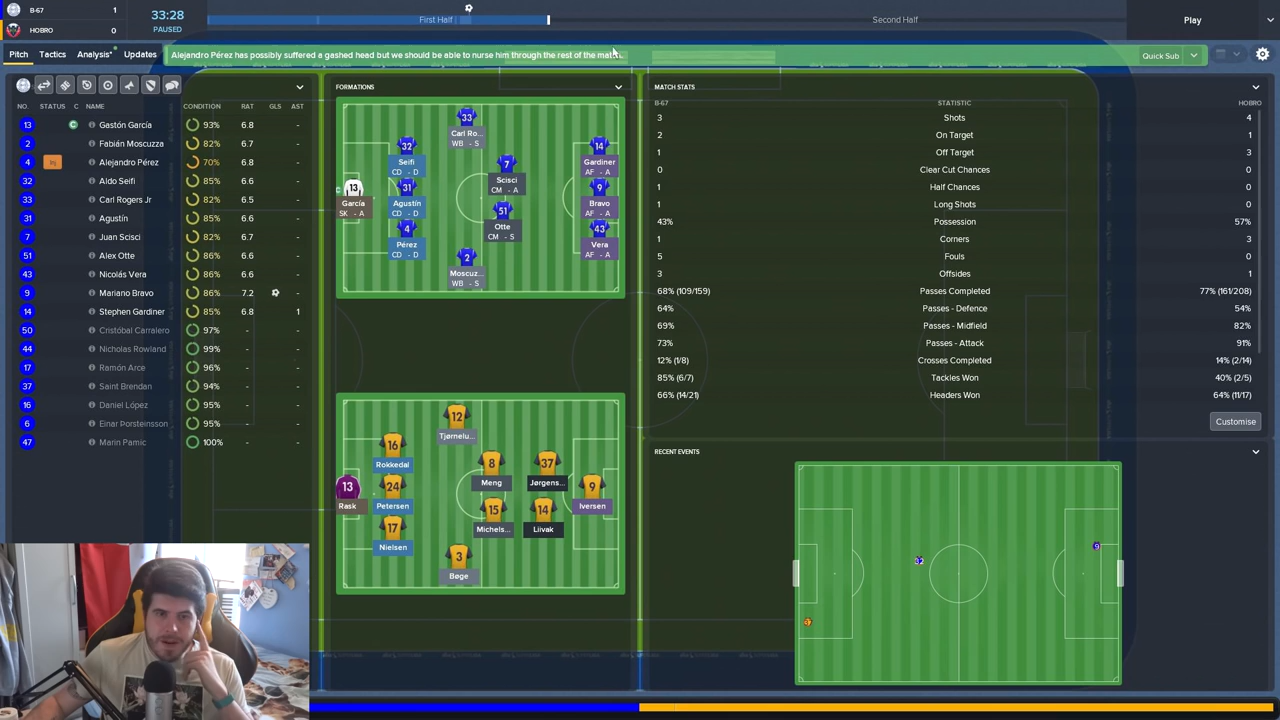 B-67 1
HOBRO 0
33:28
PAUSED
First Half
Second Half
Play
Pitch Tactics Analysis* Updates
Alejandro Pérez has possibly suffered a gashed head but we should be able to nurse him through the rest of the match.
Quick Sub
NO. STATUS C NAME CONDITION RAT GLS AST
13 C Gastón García 93% 6.8 -
2 Fabián Moscuzza 82% 6.7 - -
4 Inj Alejandro Pérez 70% 6.8 - -
32 Aldo Seifi 85% 6.6 - -
33 Carl Rogers Jr 82% 6.5 - -
31 Agustín 85% 6.6 - -
7 Juan Scisci 82% 6.7 - -
51 Alex Otte 86% 6.6 - -
43 Nicolás Vera 86% 6.6 - -
9 Mariano Bravo 86% 7.2 -
14 Stephen Gardiner 85% 6.8 1
50 Cristóbal Carralero 97% - - -
44 Nicholas Rowland 99% - - -
17 Ramón Arce 96% - - -
37 Saint Brendan 94% - - -
16 Daniel López 95% - - -
6 Einar Þorsteinsson 95% - - -
47 Marin Pamic 100% - - -
FORMATIONS
33
Carl Ro...
WB - S
32
Seifi
CD - D
14
Gardiner
AF - A
7
Scisci
CM - A
13
García
SK - A
31
Agustín
CD - D
9
Bravo
AF - A
51
Otte
CM - S
4
Pérez
CD - D
43
Vera
AF - A
2
Moscuz...
WB - S
12
Tjørnelu...
16
Rokkedal
8
Meng
37
Jørgens...
13
Rask
24
Petersen
9
Iversen
15
Michels...
14
Liivak
17
Nielsen
3
Bøge
MATCH STATS
B-67 STATISTIC HOBRO
3 Shots 4
2 On Target 1
1 Off Target 3
0 Clear Cut Chances 0
1 Half Chances 0
1 Long Shots 0
43% Possession 57%
1 Corners 3
5 Fouls 0
3 Offsides 1
68% (109/159) Passes Completed 77% (161/208)
64% Passes - Defence 54%
69% Passes - Midfield 82%
73% Passes - Attack 91%
12% (1/8) Crosses Completed 14% (2/14)
85% (6/7) Tackles Won 40% (2/5)
66% (14/21) Headers Won 64% (11/17)
Customise
RECENT EVENTS
32
9